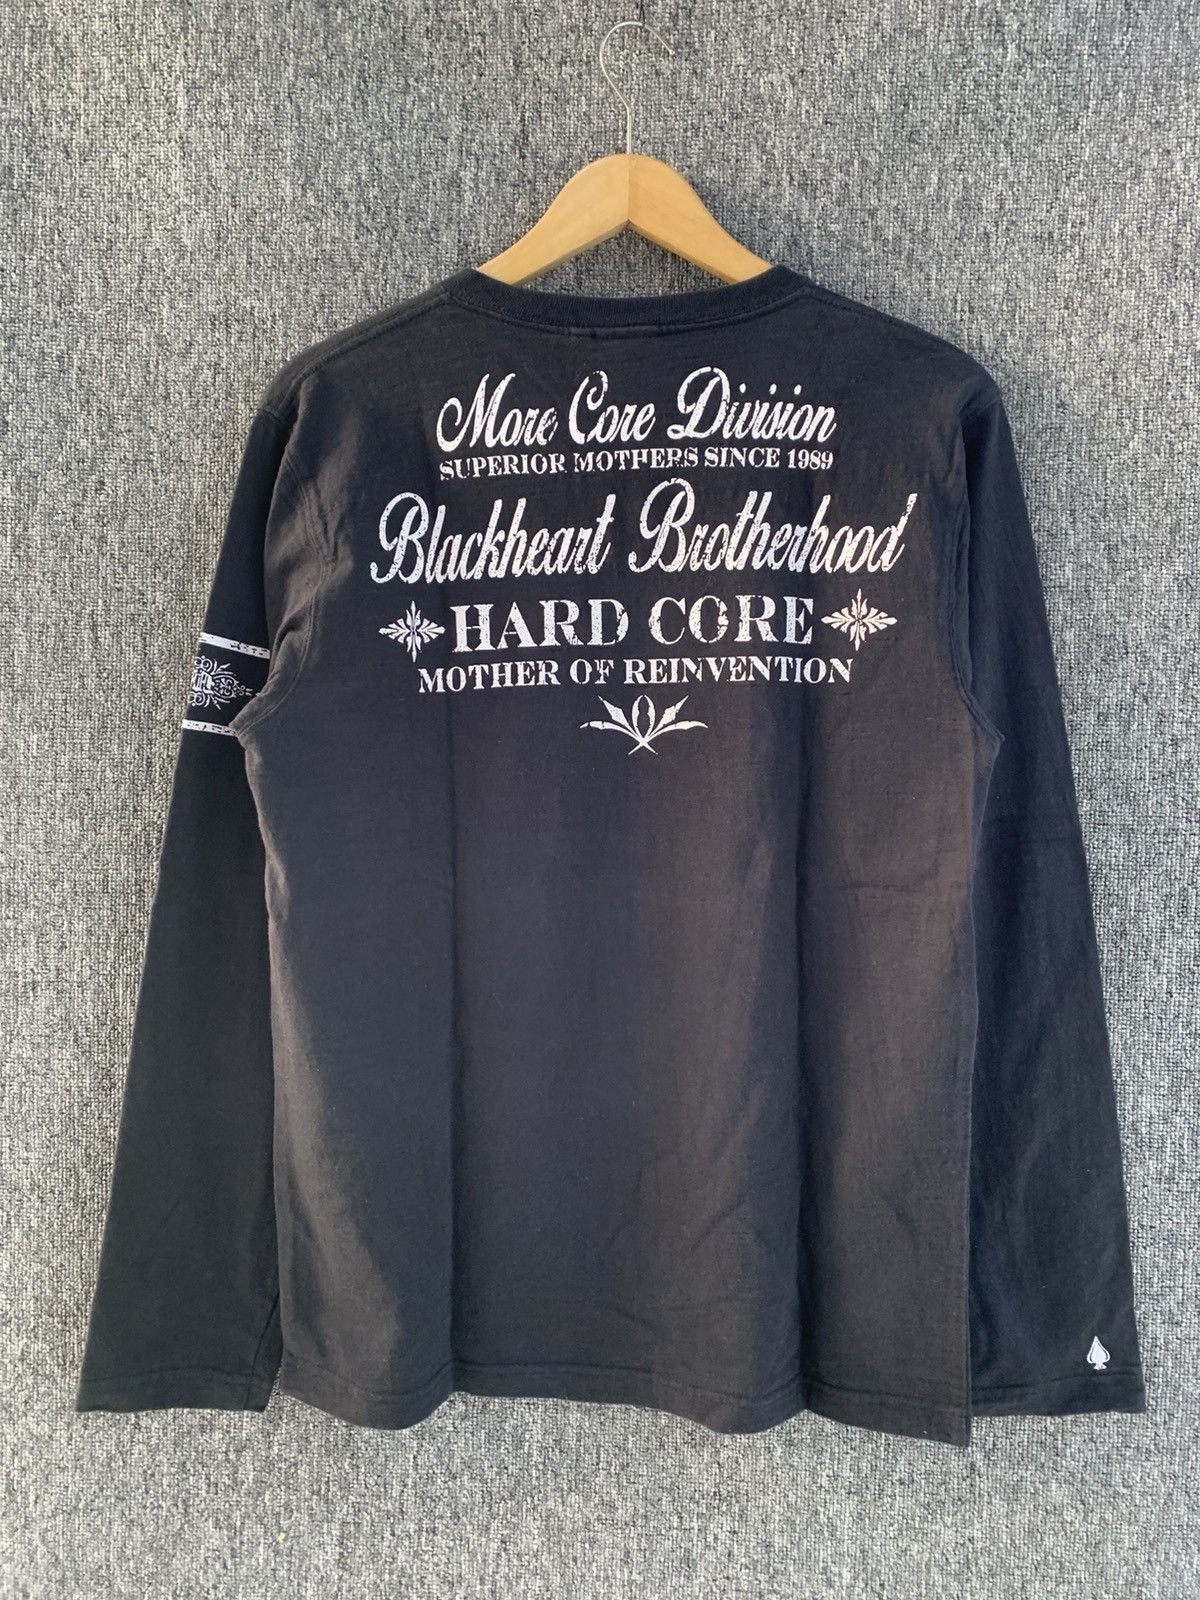 More Core Division
SUPERIOR MOTHERS SINCE 1989
Blackheart Brotherhood
HARD CORE
MOTHER OF REINVENTION